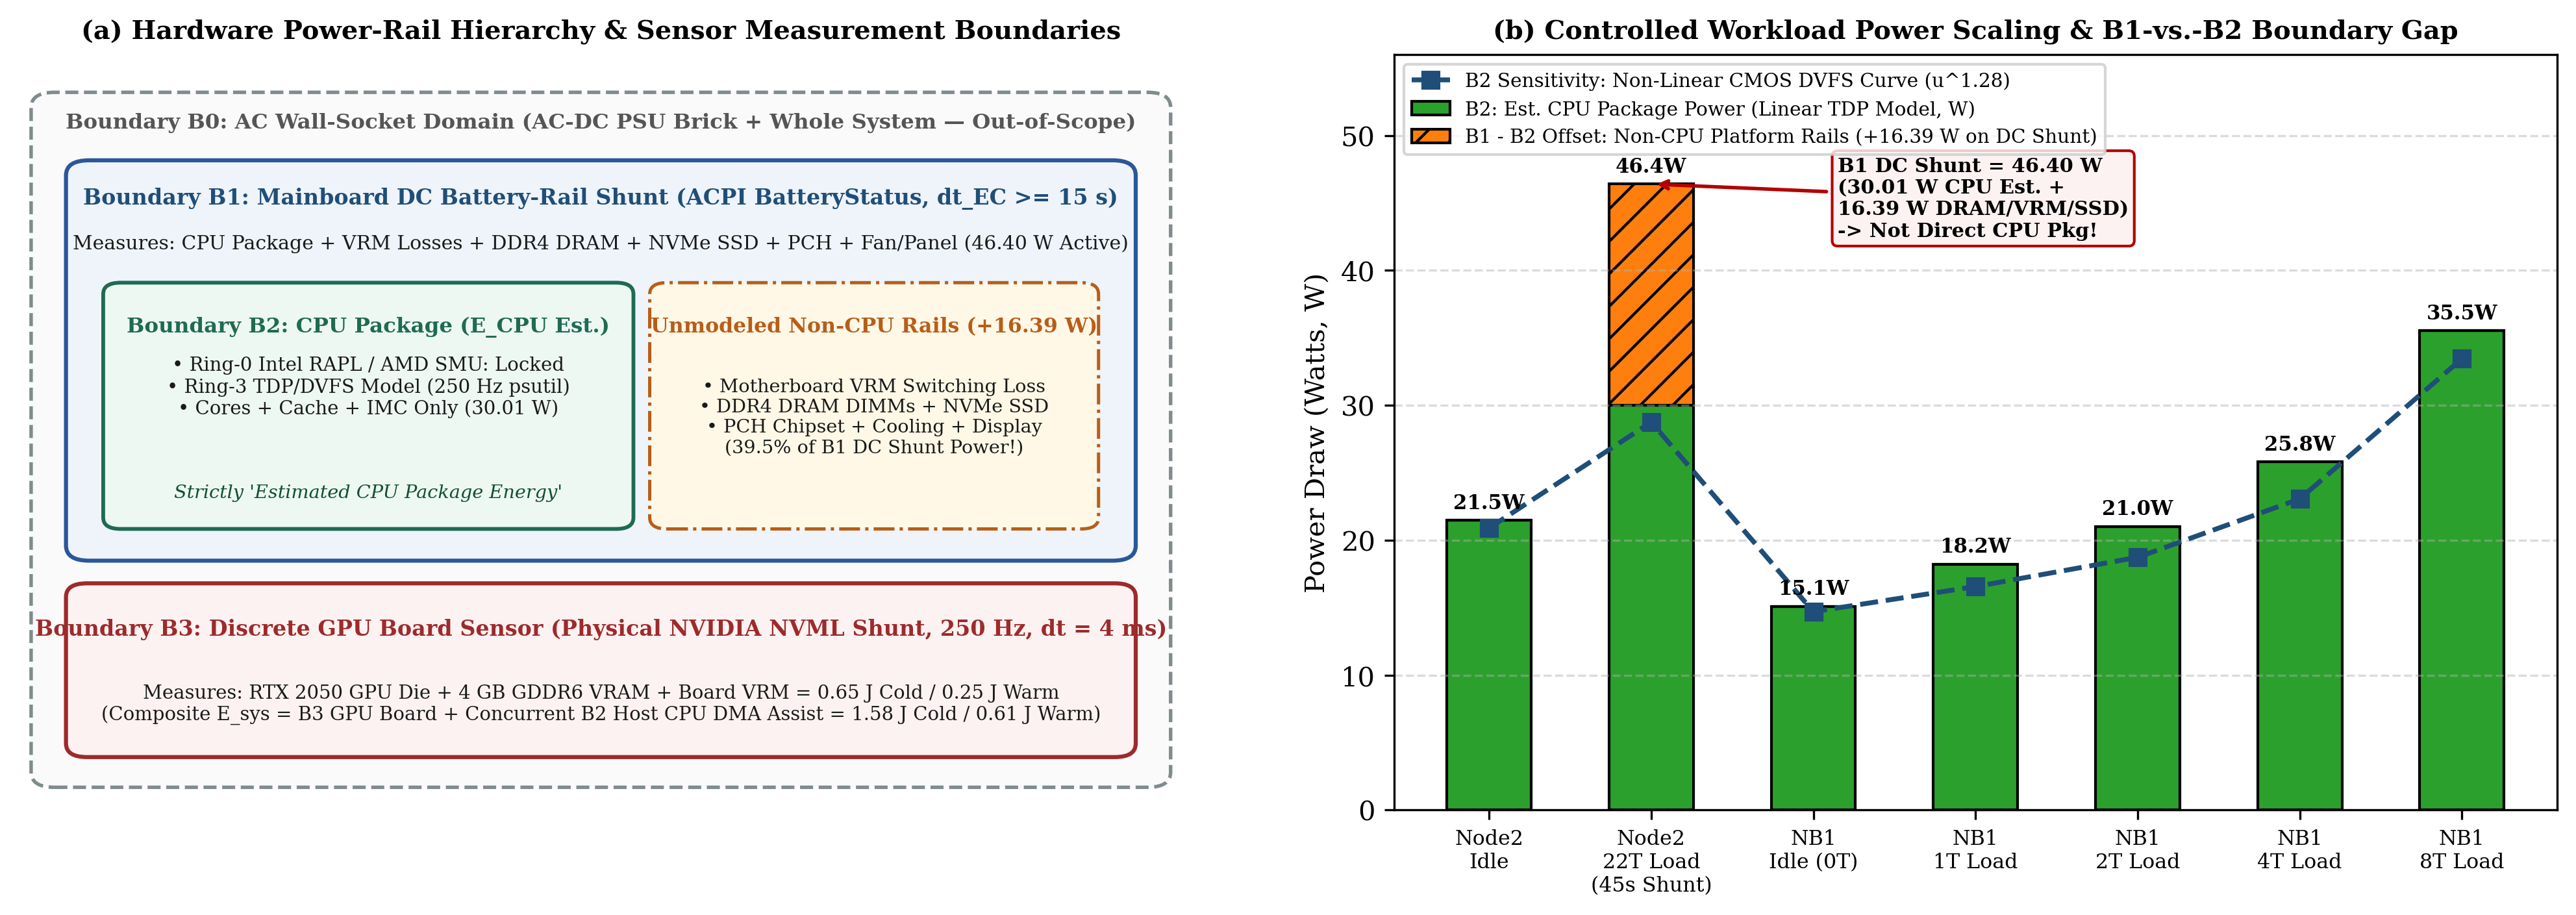 (a) Hardware Power-Rail Hierarchy & Sensor Measurement Boundaries
Boundary B0: AC Wall-Socket Domain (AC-DC PSU Brick + Whole System — Out-of-Scope)
Boundary B1: Mainboard DC Battery-Rail Shunt (ACPI BatteryStatus, dt_EC >= 15 s)
Measures: CPU Package + VRM Losses + DDR4 DRAM + NVMe SSD + PCH + Fan/Panel (46.40 W Active)
Boundary B2: CPU Package (E_CPU Est.)
• Ring-0 Intel RAPL / AMD SMU: Locked
• Ring-3 TDP/DVFS Model (250 Hz psutil)
• Cores + Cache + IMC Only (30.01 W)
Strictly 'Estimated CPU Package Energy'
Unmodeled Non-CPU Rails (+16.39 W)
• Motherboard VRM Switching Loss
• DDR4 DRAM DIMMs + NVMe SSD
• PCH Chipset + Cooling + Display
(39.5% of B1 DC Shunt Power!)
Boundary B3: Discrete GPU Board Sensor (Physical NVIDIA NVML Shunt, 250 Hz, dt = 4 ms)
Measures: RTX 2050 GPU Die + 4 GB GDDR6 VRAM + Board VRM = 0.65 J Cold / 0.25 J Warm
(Composite E_sys = B3 GPU Board + Concurrent B2 Host CPU DMA Assist = 1.58 J Cold / 0.61 J Warm)
(b) Controlled Workload Power Scaling & B1-vs.-B2 Boundary Gap
B2 Sensitivity: Non-Linear CMOS DVFS Curve (u^1.28)
B2: Est. CPU Package Power (Linear TDP Model, W)
B1 - B2 Offset: Non-CPU Platform Rails (+16.39 W on DC Shunt)
B1 DC Shunt = 46.40 W
(30.01 W CPU Est. +
16.39 W DRAM/VRM/SSD)
-> Not Direct CPU Pkg!
Power Draw (Watts, W)
50
40
30
20
10
0
21.5W
46.4W
15.1W
18.2W
21.0W
25.8W
35.5W
Node2
Idle
Node2
22T Load
(45s Shunt)
NB1
Idle (0T)
NB1
1T Load
NB1
2T Load
NB1
4T Load
NB1
8T Load